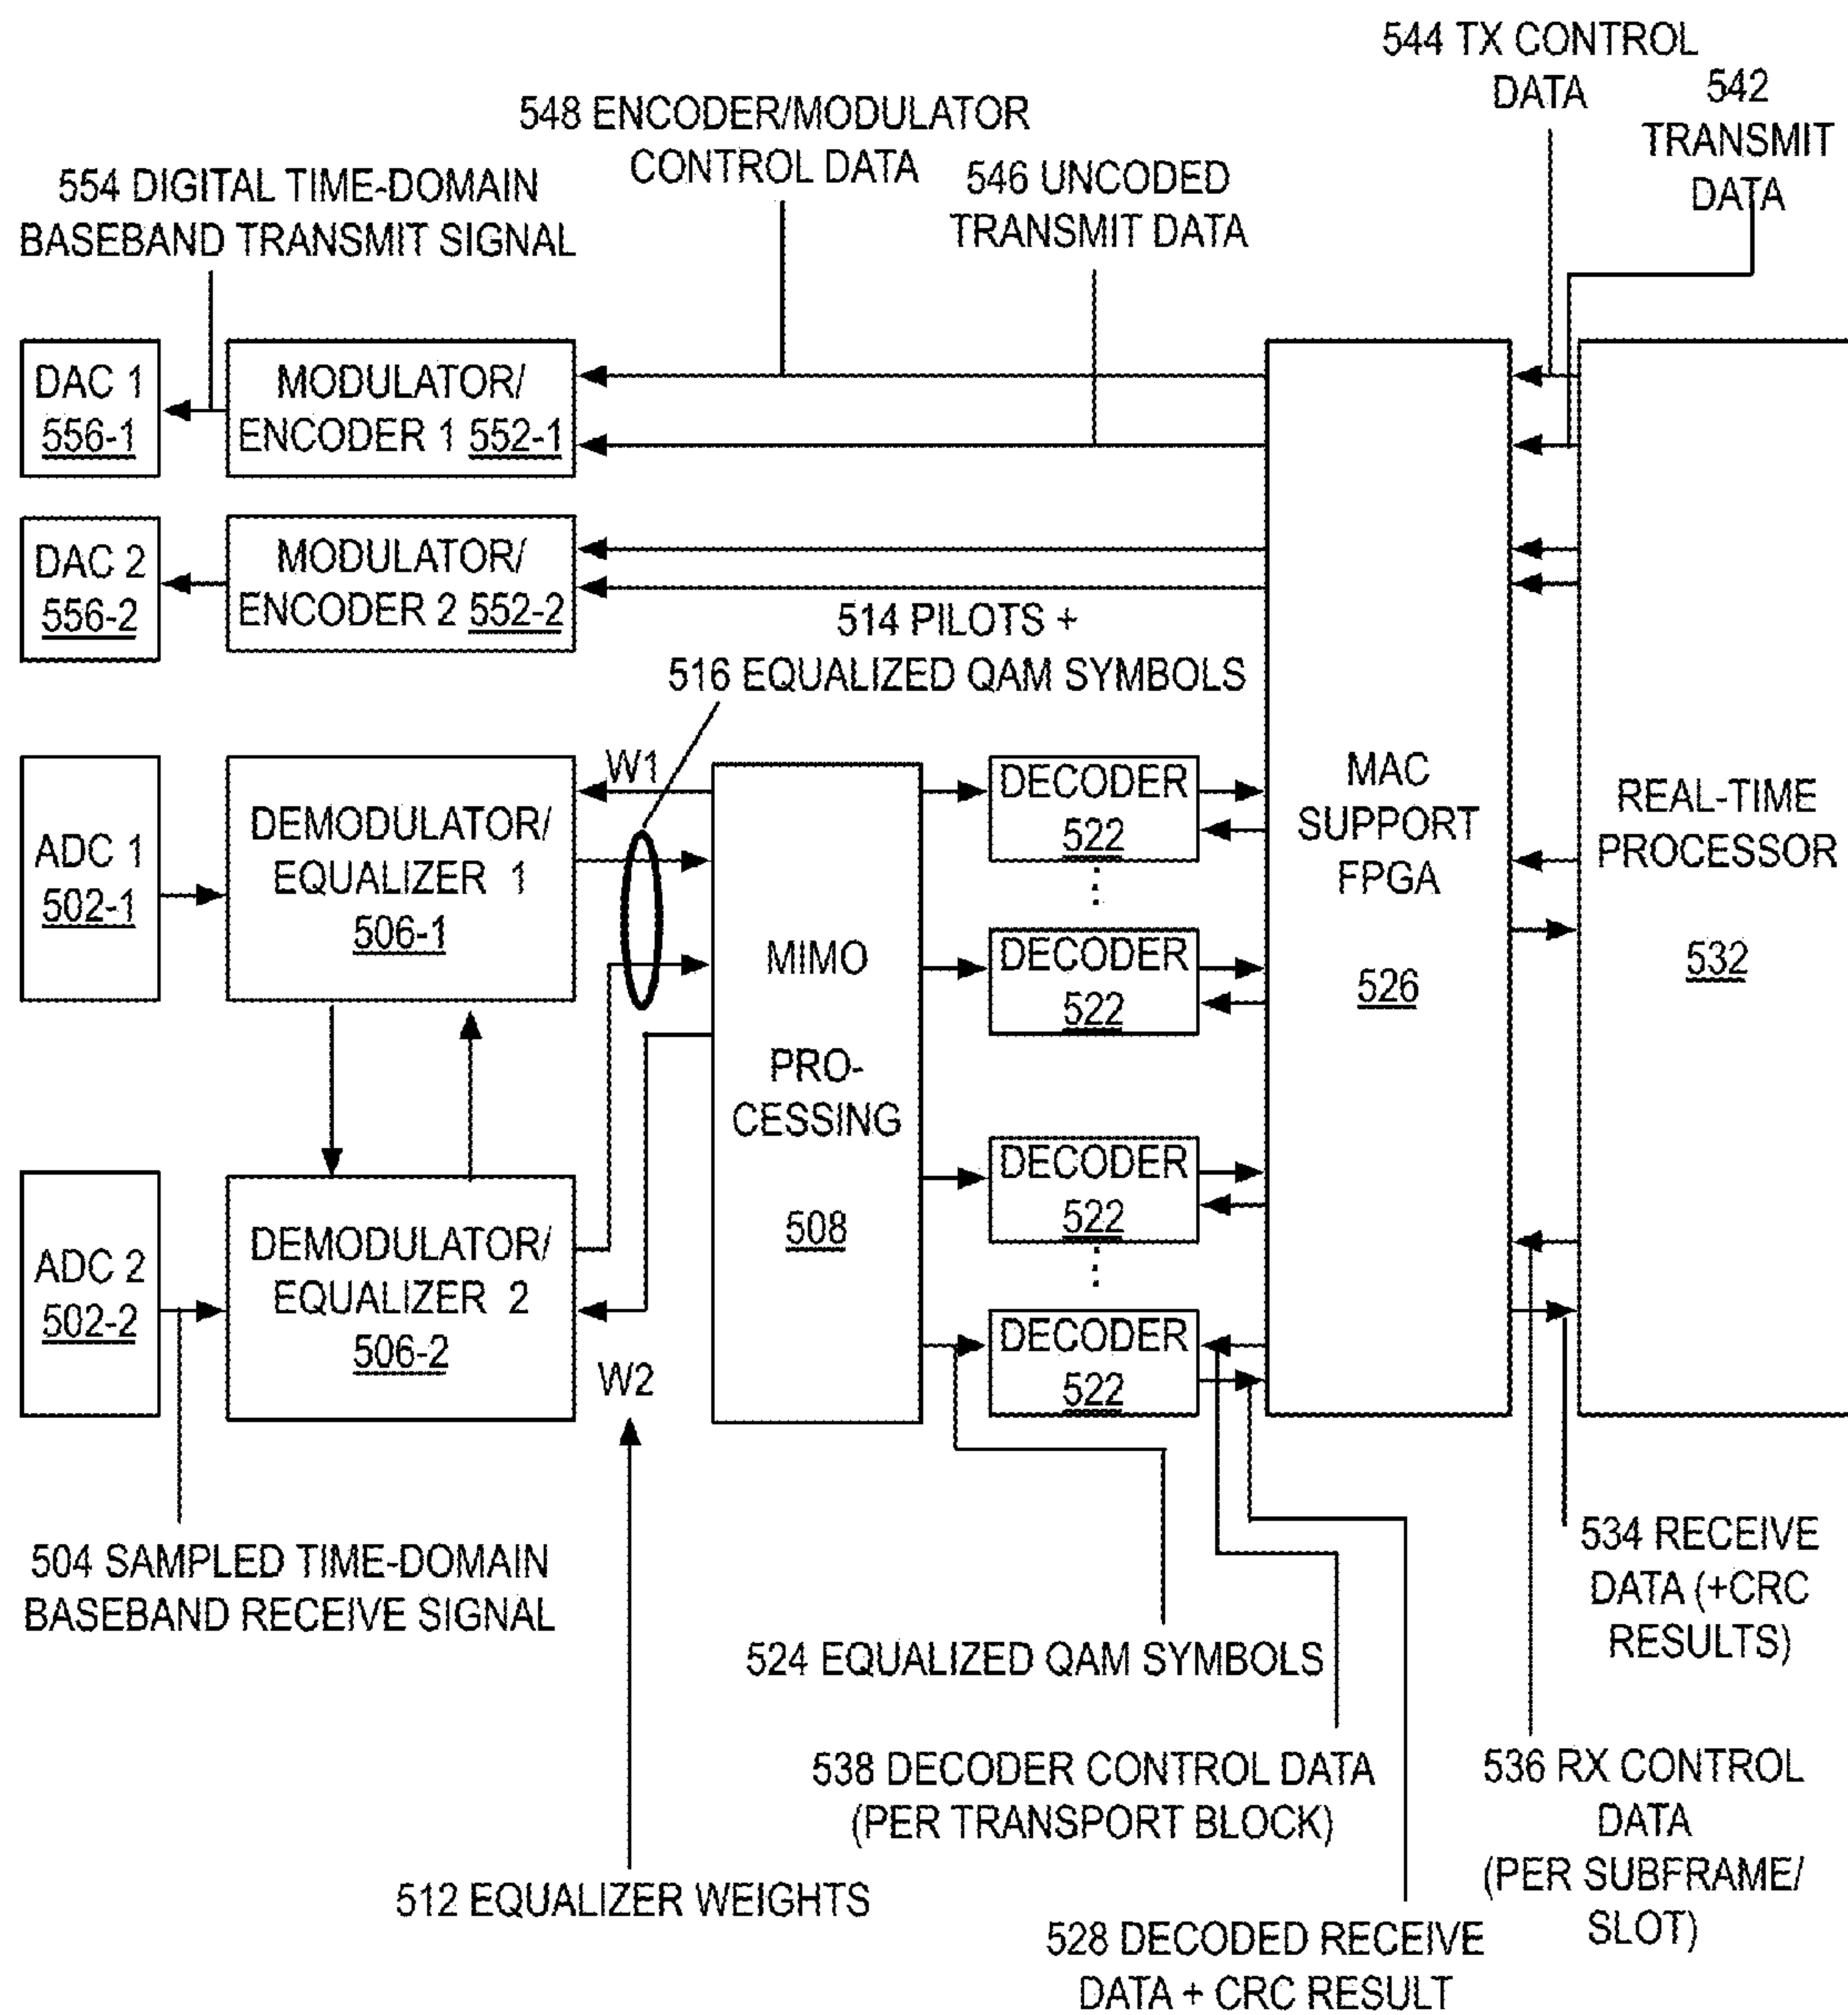 544 TX CONTROL
DATA
542
TRANSMIT
DATA
548 ENCODER/MODULATOR
CONTROL DATA
546 UNCODED
TRANSMIT DATA
554 DIGITAL TIME-DOMAIN
BASEBAND TRANSMIT SIGNAL
DAC 1
556-1
MODULATOR/
ENCODER 1 552-1
DAC 2
556-2
MODULATOR/
ENCODER 2 552-2
514 PILOTS +
516 EQUALIZED QAM SYMBOLS
ADC 1
502-1
DEMODULATOR/
EQUALIZER 1
506-1
W1
MIMO
PRO-
CESSING
508
DECODER
522
DECODER
522
DECODER
522
DECODER
522
MAC
SUPPORT
FPGA
526
REAL-TIME
PROCESSOR
532
ADC 2
502-2
DEMODULATOR/
EQUALIZER 2
506-2
W2
504 SAMPLED TIME-DOMAIN
BASEBAND RECEIVE SIGNAL
534 RECEIVE
DATA (+CRC
RESULTS)
524 EQUALIZED QAM SYMBOLS
538 DECODER CONTROL DATA
(PER TRANSPORT BLOCK)
536 RX CONTROL
DATA
(PER SUBFRAME/
SLOT)
512 EQUALIZER WEIGHTS
528 DECODED RECEIVE
DATA + CRC RESULT